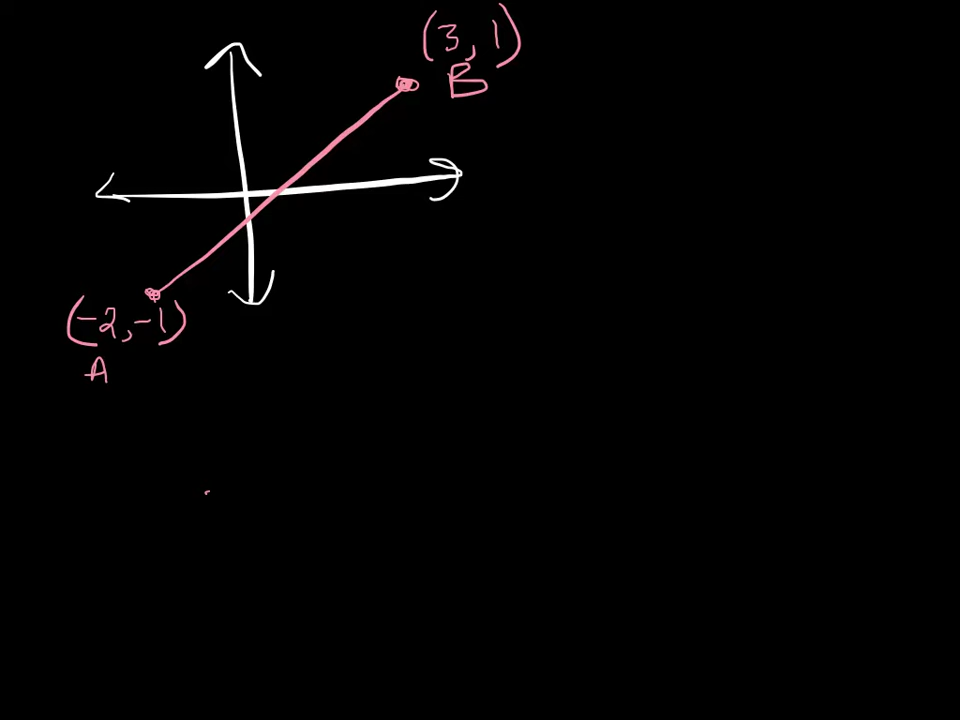 (3, 1)
B
(-2, -1)
A